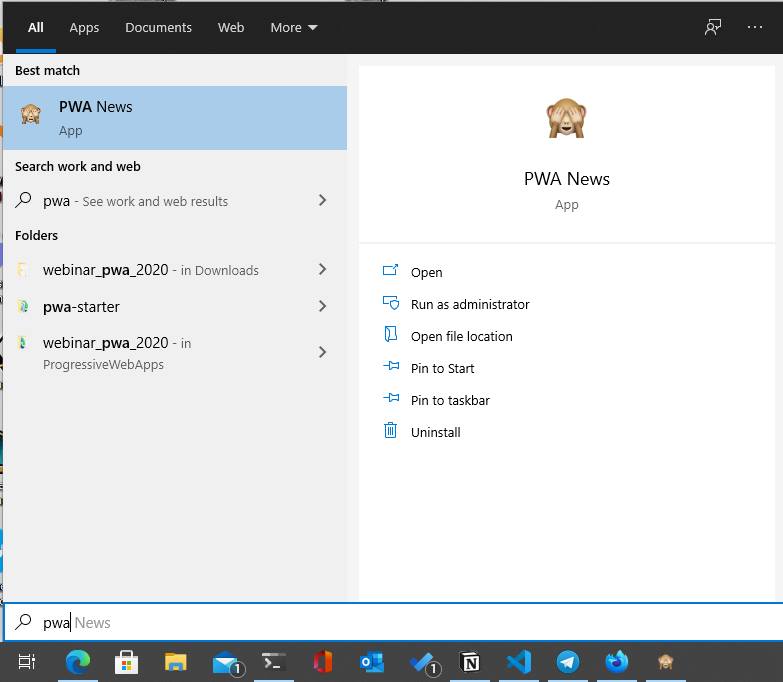 All Apps Documents Web More
Best match
PWA News
App
Search work and web
pwa - See work and web results
Folders
webinar_pwa_2020 - in Downloads
pwa-starter
webinar_pwa_2020 - in
ProgressiveWebApps
PWA News
App
Open
Run as administrator
Open file location
Pin to Start
Pin to taskbar
Uninstall
pwa News
1
1
N